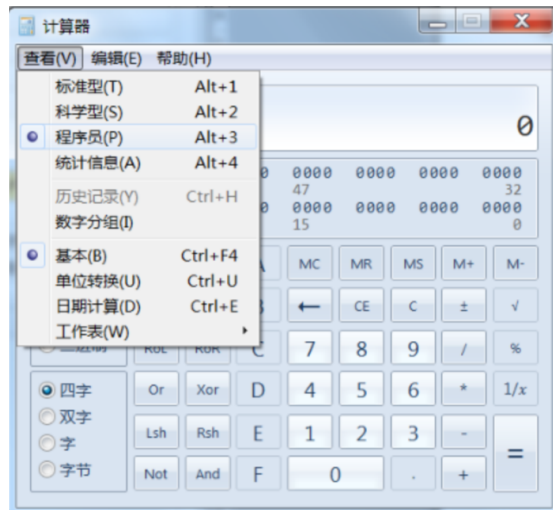 计算器
查看(V) 编辑(E) 帮助(H)
标准型(T) Alt+1
科学型(S) Alt+2
程序员(P) Alt+3
统计信息(A) Alt+4
历史记录(Y) Ctrl+H
数字分组(I)
基本(B) Ctrl+F4
单位转换(U) Ctrl+U
日期计算(D) Ctrl+E
工作表(W)
0
0000 0000 0000 0000
47 32
0000 0000 0000 0000
15 0
MC MR MS M+ M-
← CE C ± √
RoL RoR C 7 8 9 / %
四字 Or Xor D 4 5 6 * 1/x
双字
字 Lsh Rsh E 1 2 3 - =
字节 Not And F 0 . +